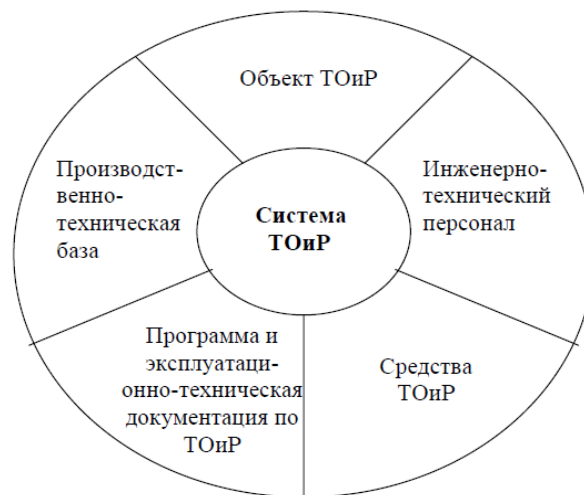 Объект ТОиР
Производст-
венно-
техническая
база
Инженерно-
технический
персонал
Система
ТОиР
Программа и
эксплуатаци-
онно-техническая
документация по
ТОиР
Средства
ТОиР